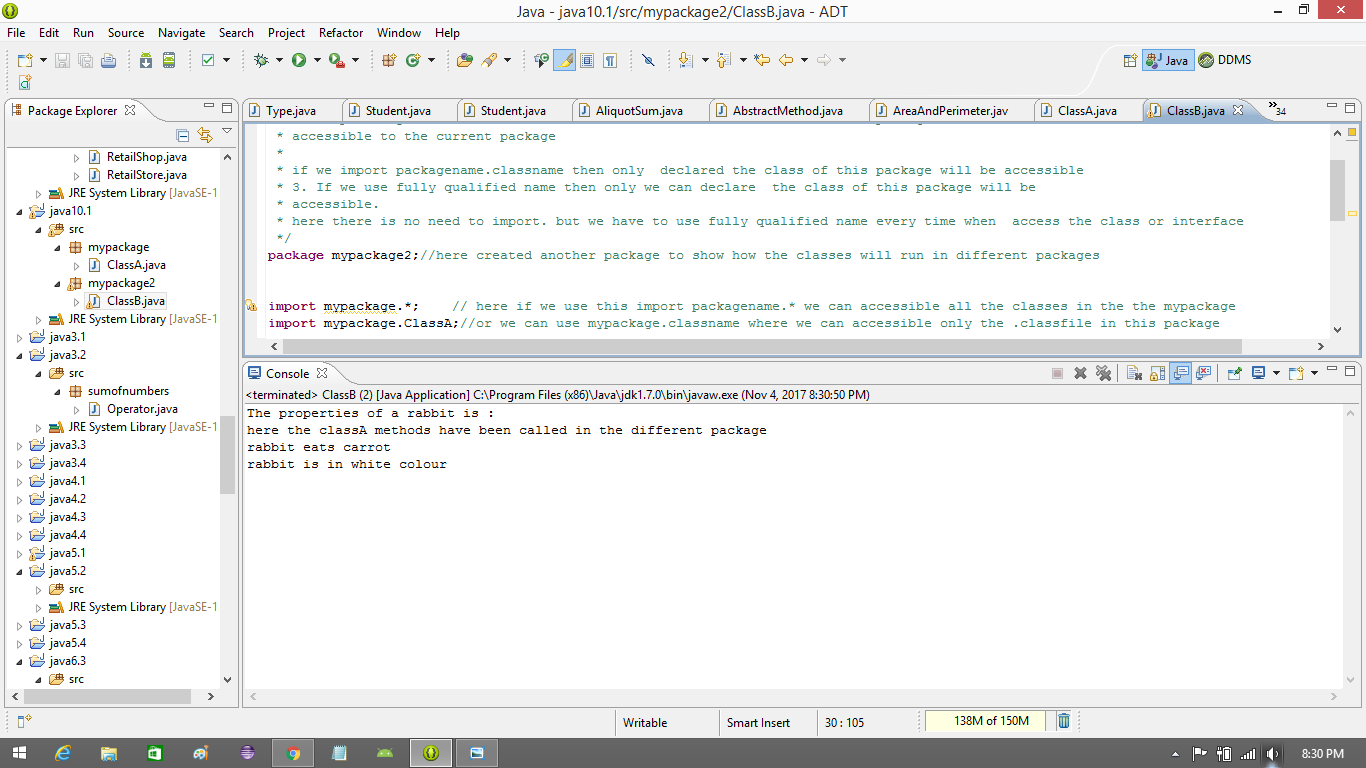 Java - java10.1/src/mypackage2/ClassB.java - ADT
File Edit Run Source Navigate Search Project Refactor Window Help
Java DDMS
Package Explorer
RetailShop.java
RetailStore.java
JRE System Library [JavaSE-1
java10.1
src
mypackage
ClassA.java
mypackage2
ClassB.java
JRE System Library [JavaSE-1
java3.1
java3.2
src
sumofnumbers
Operator.java
JRE System Library [JavaSE-1
java3.3
java3.4
java4.1
java4.2
java4.3
java4.4
java5.1
java5.2
src
JRE System Library [JavaSE-1
java5.3
java5.4
java6.3
src
Type.java Student.java Student.java AliquotSum.java AbstractMethod.java AreaAndPerimeter.jav ClassA.java ClassB.java »34
* accessible to the current package
*
* if we import packagename.classname then only  declared the class of this package will be accessible
* 3. If we use fully qualified name then only we can declare  the class of this package will be
* accessible.
* here there is no need to import. but we have to use fully qualified name every time when  access the class or interface
*/
package mypackage2;//here created another package to show how the classes will run in different packages
import mypackage.*;    // here if we use this import packagename.* we can accessible all the classes in the the mypackage
import mypackage.ClassA;//or we can use mypackage.classname where we can accessible only the .classfile in this package
Console
<terminated> ClassB (2) [Java Application] C:\Program Files (x86)\Java\jdk1.7.0\bin\javaw.exe (Nov 4, 2017 8:30:50 PM)
The properties of a rabbit is :
here the classA methods have been called in the different package
rabbit eats carrot
rabbit is in white colour
Writable Smart Insert 30 : 105 138M of 150M
8:30 PM